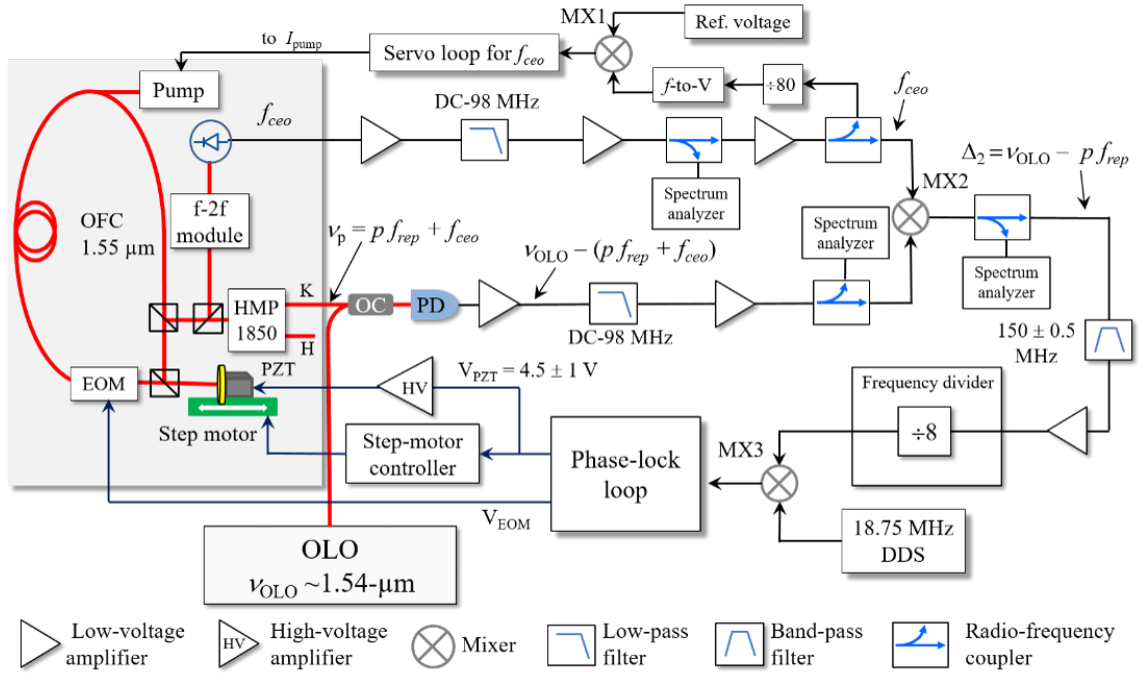 MX1
Ref. voltage
to I_pump
Servo loop for f_ceo
Pump
f-to-V
÷80
f_ceo
DC-98 MHz
f_ceo
Δ₂ = ν_OLO − p f_rep
MX2
Spectrum
analyzer
f-2f
module
OFC
1.55 µm
ν_p = p f_rep + f_ceo
ν_OLO − (p f_rep + f_ceo)
Spectrum
analyzer
Spectrum
analyzer
HMP
1850
K
H
OC
PD
DC-98 MHz
150 ± 0.5
MHz
EOM
PZT
HV
V_PZT = 4.5 ± 1 V
Frequency divider
÷8
Step motor
Step-motor
controller
Phase-lock
loop
MX3
V_EOM
18.75 MHz
DDS
OLO
ν_OLO ~1.54-µm
Low-voltage
amplifier
HV
High-voltage
amplifier
Mixer
Low-pass
filter
Band-pass
filter
Radio-frequency
coupler